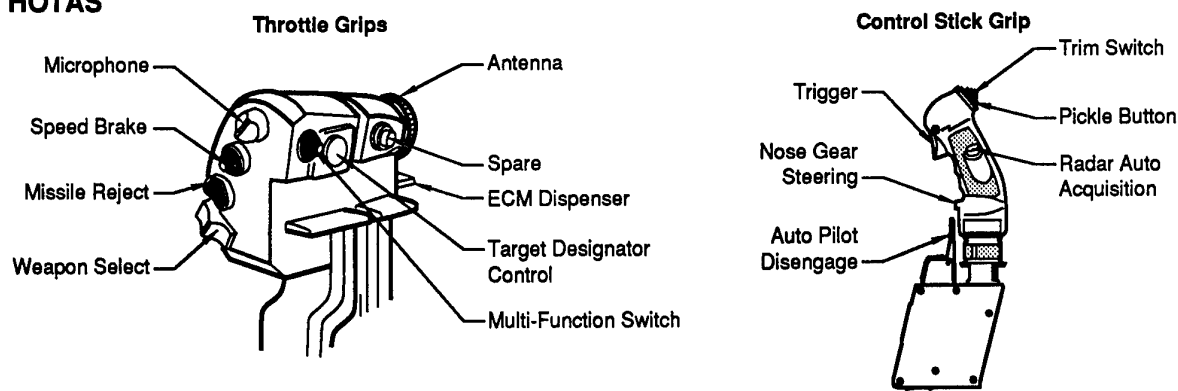 HOTAS
Throttle Grips
Microphone
Speed Brake
Missile Reject
Weapon Select
Antenna
Spare
ECM Dispenser
Target Designator
Control
Multi-Function Switch
Control Stick Grip
Trigger
Nose Gear
Steering
Auto Pilot
Disengage
Trim Switch
Pickle Button
Radar Auto
Acquisition